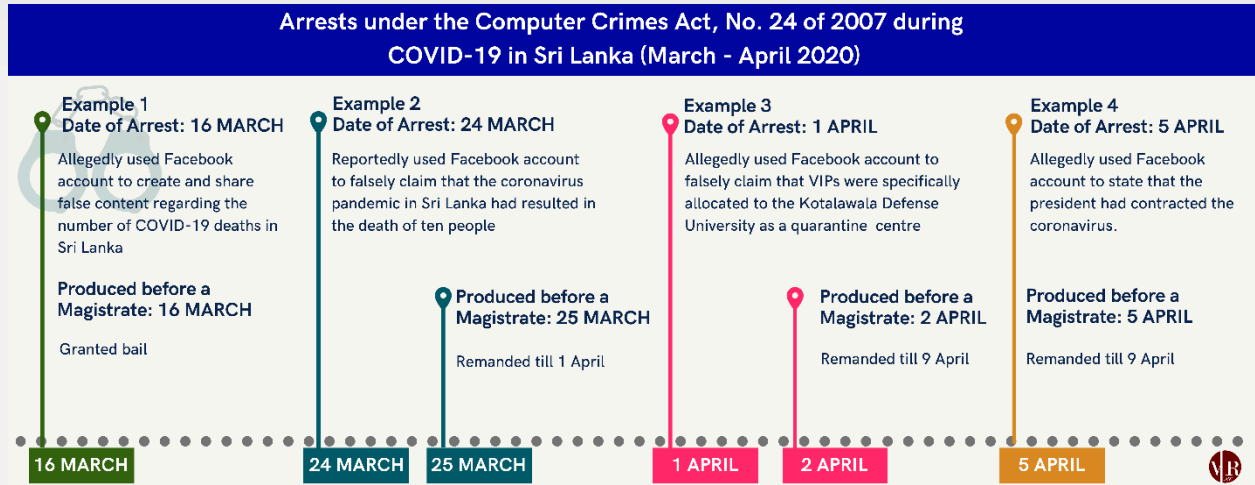 Arrests under the Computer Crimes Act, No. 24 of 2007 during
COVID-19 in Sri Lanka (March - April 2020)
Example 1
Date of Arrest: 16 MARCH
Allegedly used Facebook
account to create and share
false content regarding the
number of COVID-19 deaths in
Sri Lanka
Produced before a
Magistrate: 16 MARCH
Granted bail
Example 2
Date of Arrest: 24 MARCH
Reportedly used Facebook account
to falsely claim that the coronavirus
pandemic in Sri Lanka had resulted in
the death of ten people
Produced before a
Magistrate: 25 MARCH
Remanded till 1 April
Example 3
Date of Arrest: 1 APRIL
Allegedly used Facebook account to
falsely claim that VIPs were specifically
allocated to the Kotalawala Defense
University as a quarantine centre
Produced before a
Magistrate: 2 APRIL
Remanded till 9 April
Example 4
Date of Arrest: 5 APRIL
Allegedly used Facebook
account to state that the
president had contracted the
coronavirus.
Produced before a
Magistrate: 5 APRIL
Remanded till 9 April
16 MARCH
24 MARCH
25 MARCH
1 APRIL
2 APRIL
5 APRIL